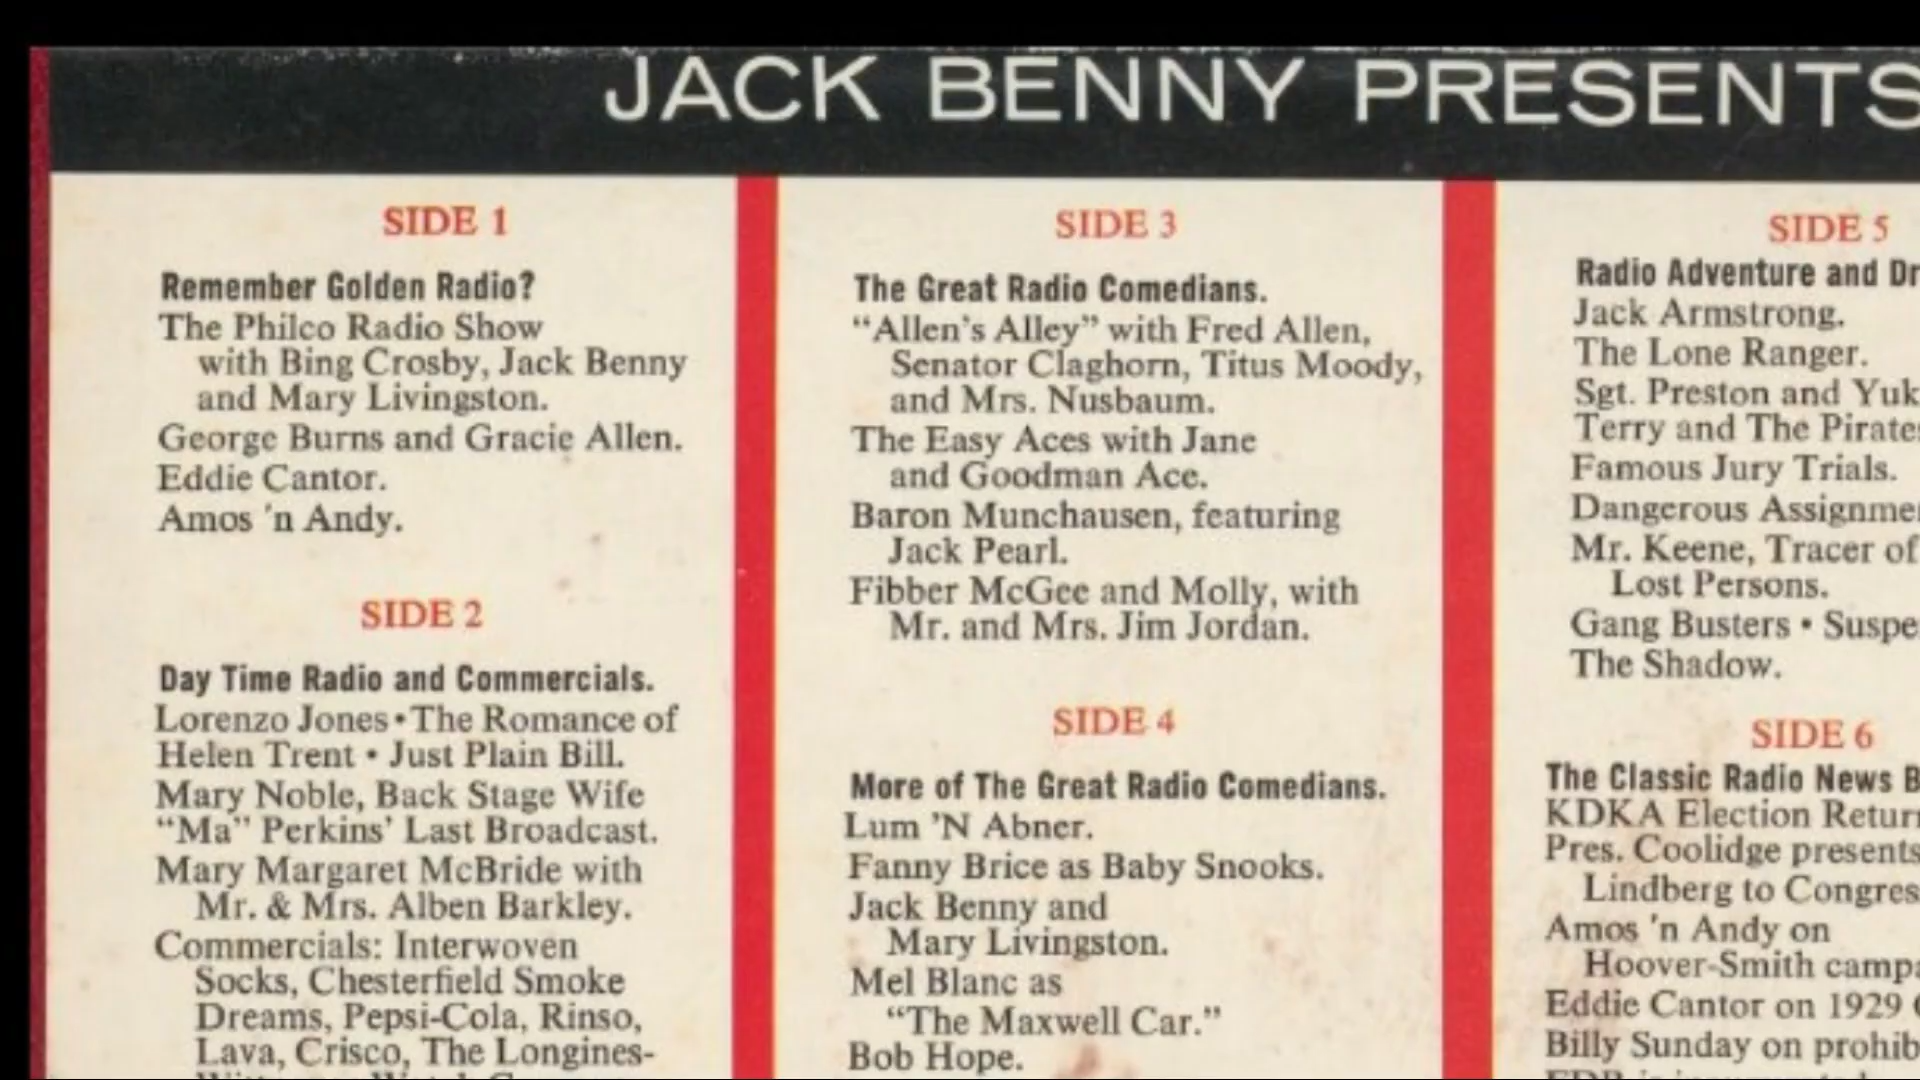 JACK BENNY PRESENTS
SIDE 1
Remember Golden Radio?
The Philco Radio Show
with Bing Crosby, Jack Benny
and Mary Livingston.
George Burns and Gracie Allen.
Eddie Cantor.
Amos 'n Andy.
SIDE 2
Day Time Radio and Commercials.
Lorenzo Jones • The Romance of
Helen Trent • Just Plain Bill.
Mary Noble, Back Stage Wife
“Ma” Perkins' Last Broadcast.
Mary Margaret McBride with
Mr. & Mrs. Alben Barkley.
Commercials: Interwoven
Socks, Chesterfield Smoke
Dreams, Pepsi-Cola, Rinso,
Lava, Crisco, The Longines-
SIDE 3
The Great Radio Comedians.
“Allen's Alley” with Fred Allen,
Senator Claghorn, Titus Moody,
and Mrs. Nusbaum.
The Easy Aces with Jane
and Goodman Ace.
Baron Munchausen, featuring
Jack Pearl.
Fibber McGee and Molly, with
Mr. and Mrs. Jim Jordan.
SIDE 4
More of The Great Radio Comedians.
Lum 'N Abner.
Fanny Brice as Baby Snooks.
Jack Benny and
Mary Livingston.
Mel Blanc as
“The Maxwell Car.”
Bob Hope.
SIDE 5
Radio Adventure and
Jack Armstrong.
The Lone Ranger.
Sgt. Preston and
Terry and The
Famous Jury Trials.
Dangerous
Mr. Keene, Tracer of
Lost Persons.
Gang Busters •
The Shadow.
SIDE 6
The Classic Radio News
KDKA Election
Pres. Coolidge presents
Lindberg to
Amos 'n Andy on
Hoover-Smith
Eddie Cantor on 1929
Billy Sunday on